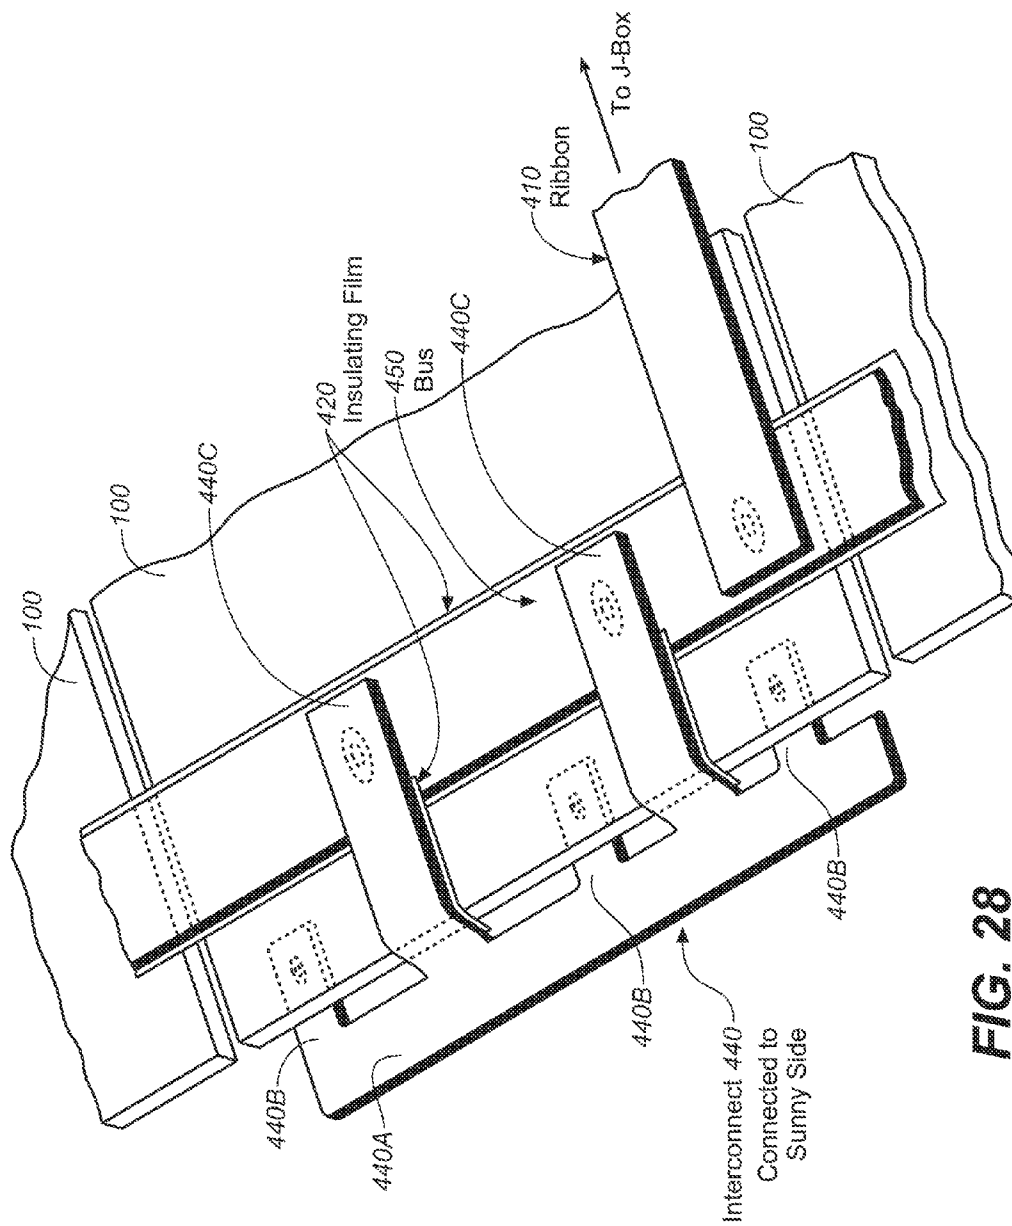 100
100
440C
420
Insulating Film
450
Bus
440C
410
Ribbon
To J-Box
100
440B
440A
440B
440B
Interconnect 440
Connected to
Sunny Side
FIG. 28